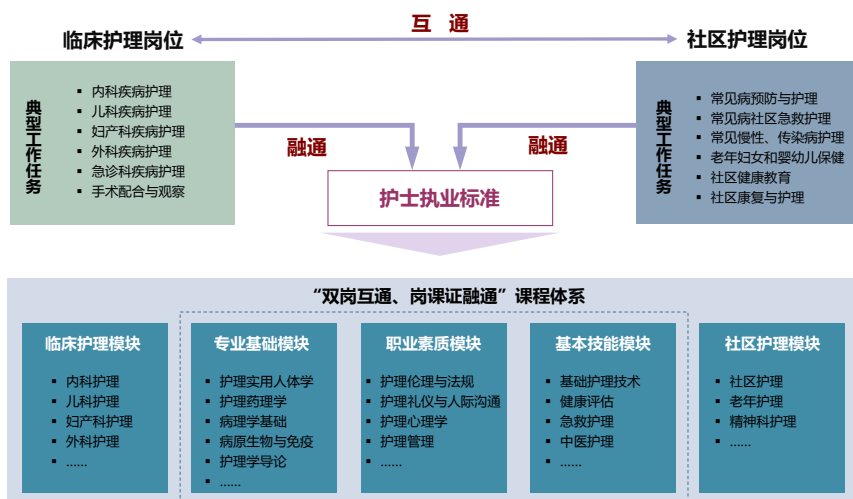 互 通
临床护理岗位
社区护理岗位
典型工作任务
▪ 内科疾病护理
▪ 儿科疾病护理
▪ 妇产科疾病护理
▪ 外科疾病护理
▪ 急诊科疾病护理
▪ 手术配合与观察
融通
融通
护士执业标准
典型工作任务
▪ 常见病预防与护理
▪ 常见病社区急救护理
▪ 常见慢性、传染病护理
▪ 老年妇女和婴幼儿保健
▪ 社区健康教育
▪ 社区康复与护理
“双岗互通、岗课证融通”课程体系
临床护理模块
▪ 内科护理
▪ 儿科护理
▪ 妇产科护理
▪ 外科护理
▪ ......
专业基础模块
▪ 护理实用人体学
▪ 护理药理学
▪ 病理学基础
▪ 病原生物与免疫
▪ 护理学导论
▪ ......
职业素质模块
▪ 护理伦理与法规
▪ 护理礼仪与人际沟通
▪ 护理心理学
▪ 护理管理
▪ ......
基本技能模块
▪ 基础护理技术
▪ 健康评估
▪ 急救护理
▪ 中医护理
▪ ......
社区护理模块
▪ 社区护理
▪ 老年护理
▪ 精神科护理
▪ ......